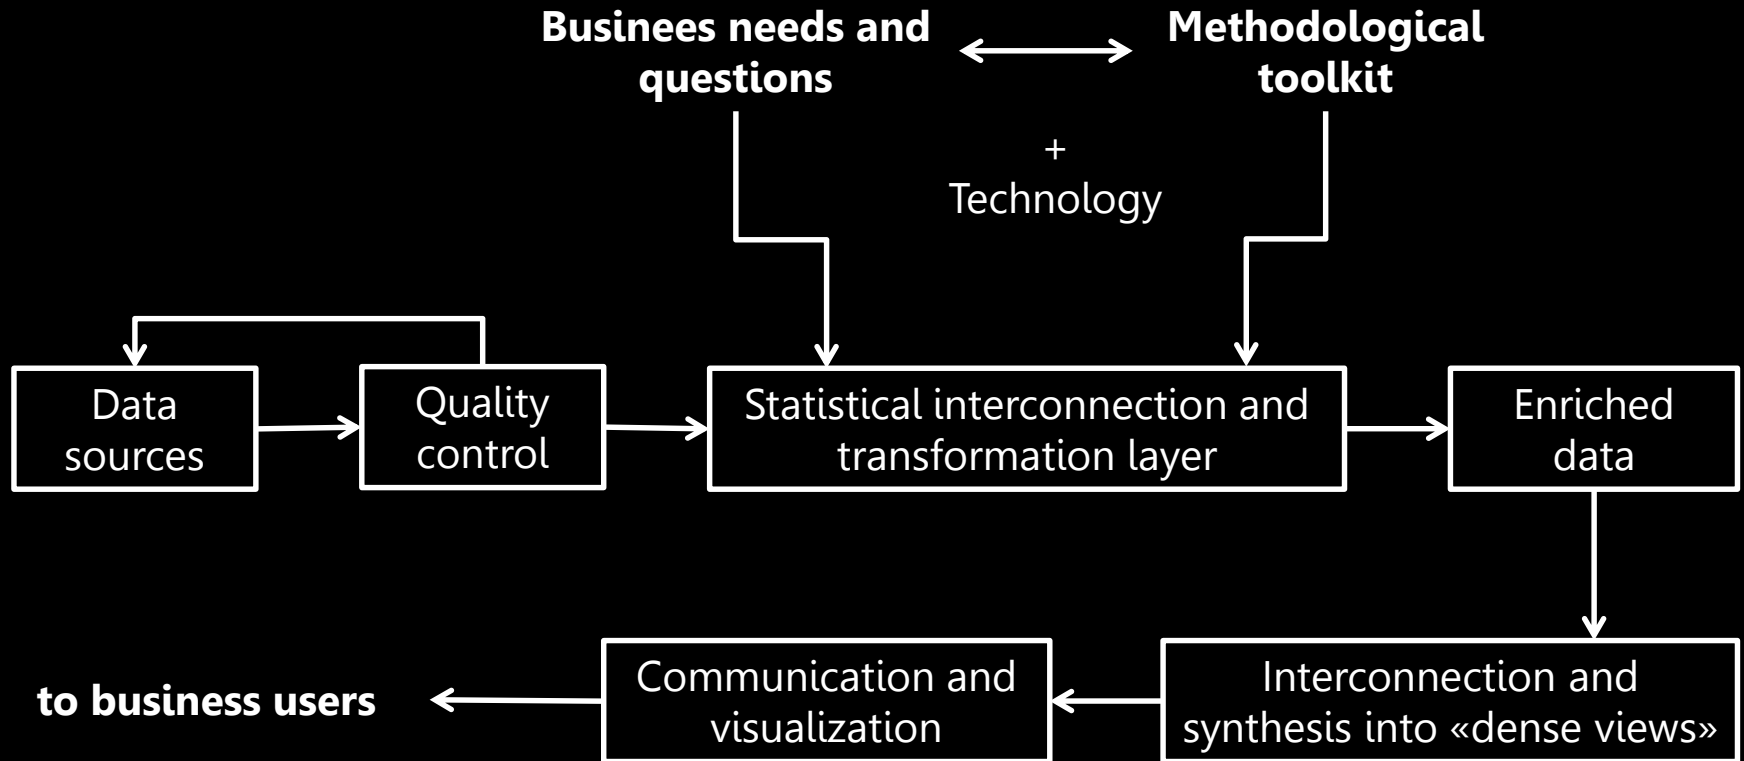 Businees needs and
questions
Methodological
toolkit
+
Technology
Data
sources
Quality
control
Statistical interconnection and
transformation layer
Enriched
data
to business users
Communication and
visualization
Interconnection and
synthesis into «dense views»